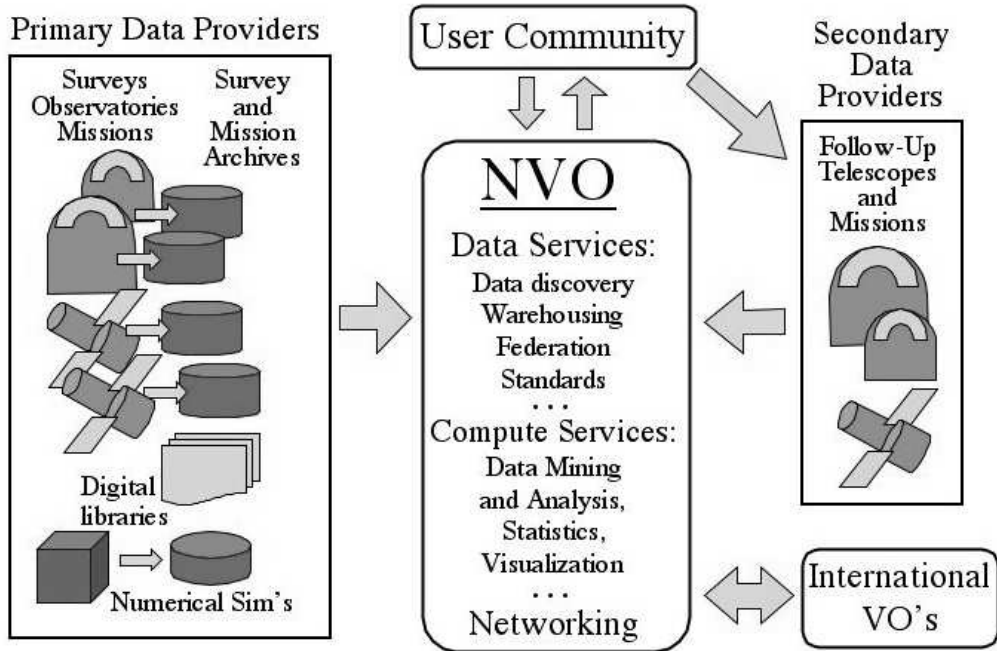 Primary Data Providers
Surveys
Observatories
Missions
Survey
and
Mission
Archives
Digital
libraries
Numerical Sim's
User Community
NVO
Data Services:
Data discovery
Warehousing
Federation
Standards
...
Compute Services:
Data Mining
and Analysis,
Statistics,
Visualization
...
Networking
Secondary
Data
Providers
Follow-Up
Telescopes
and
Missions
International
VO's